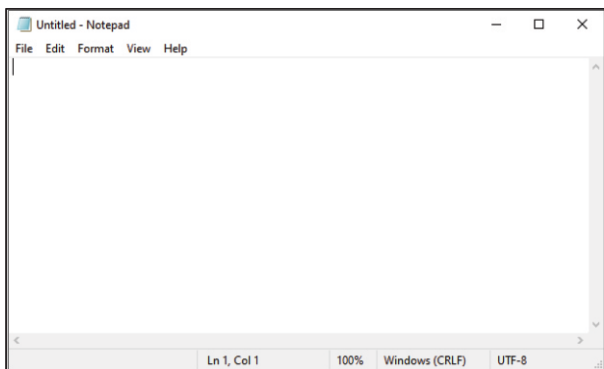 Untitled - Notepad
File Edit Format View Help
Ln 1, Col 1 100% Windows (CRLF) UTF-8